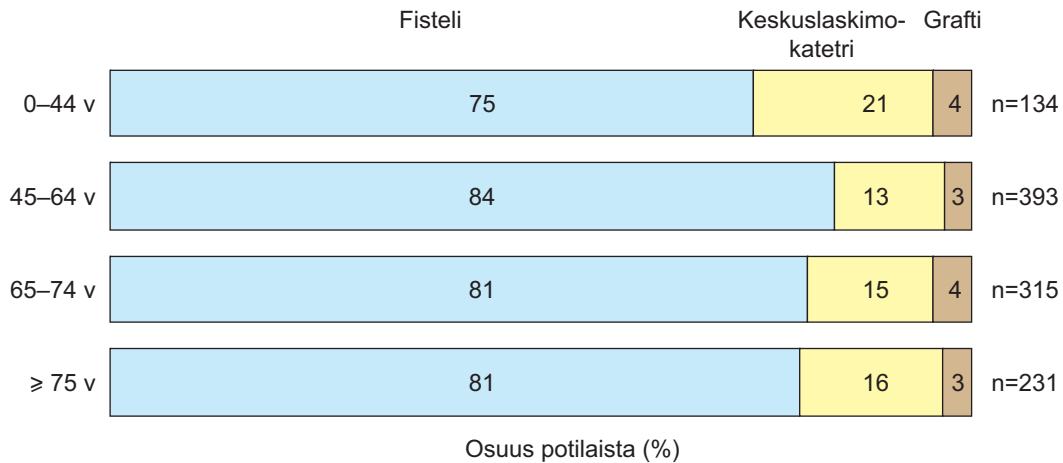 Fisteli Keskuslaskimo- Grafti
katetri
0–44 v 75 21 4 n=134
45–64 v 84 13 3 n=393
65–74 v 81 15 4 n=315
⩾ 75 v 81 16 3 n=231
Osuus potilaista (%)